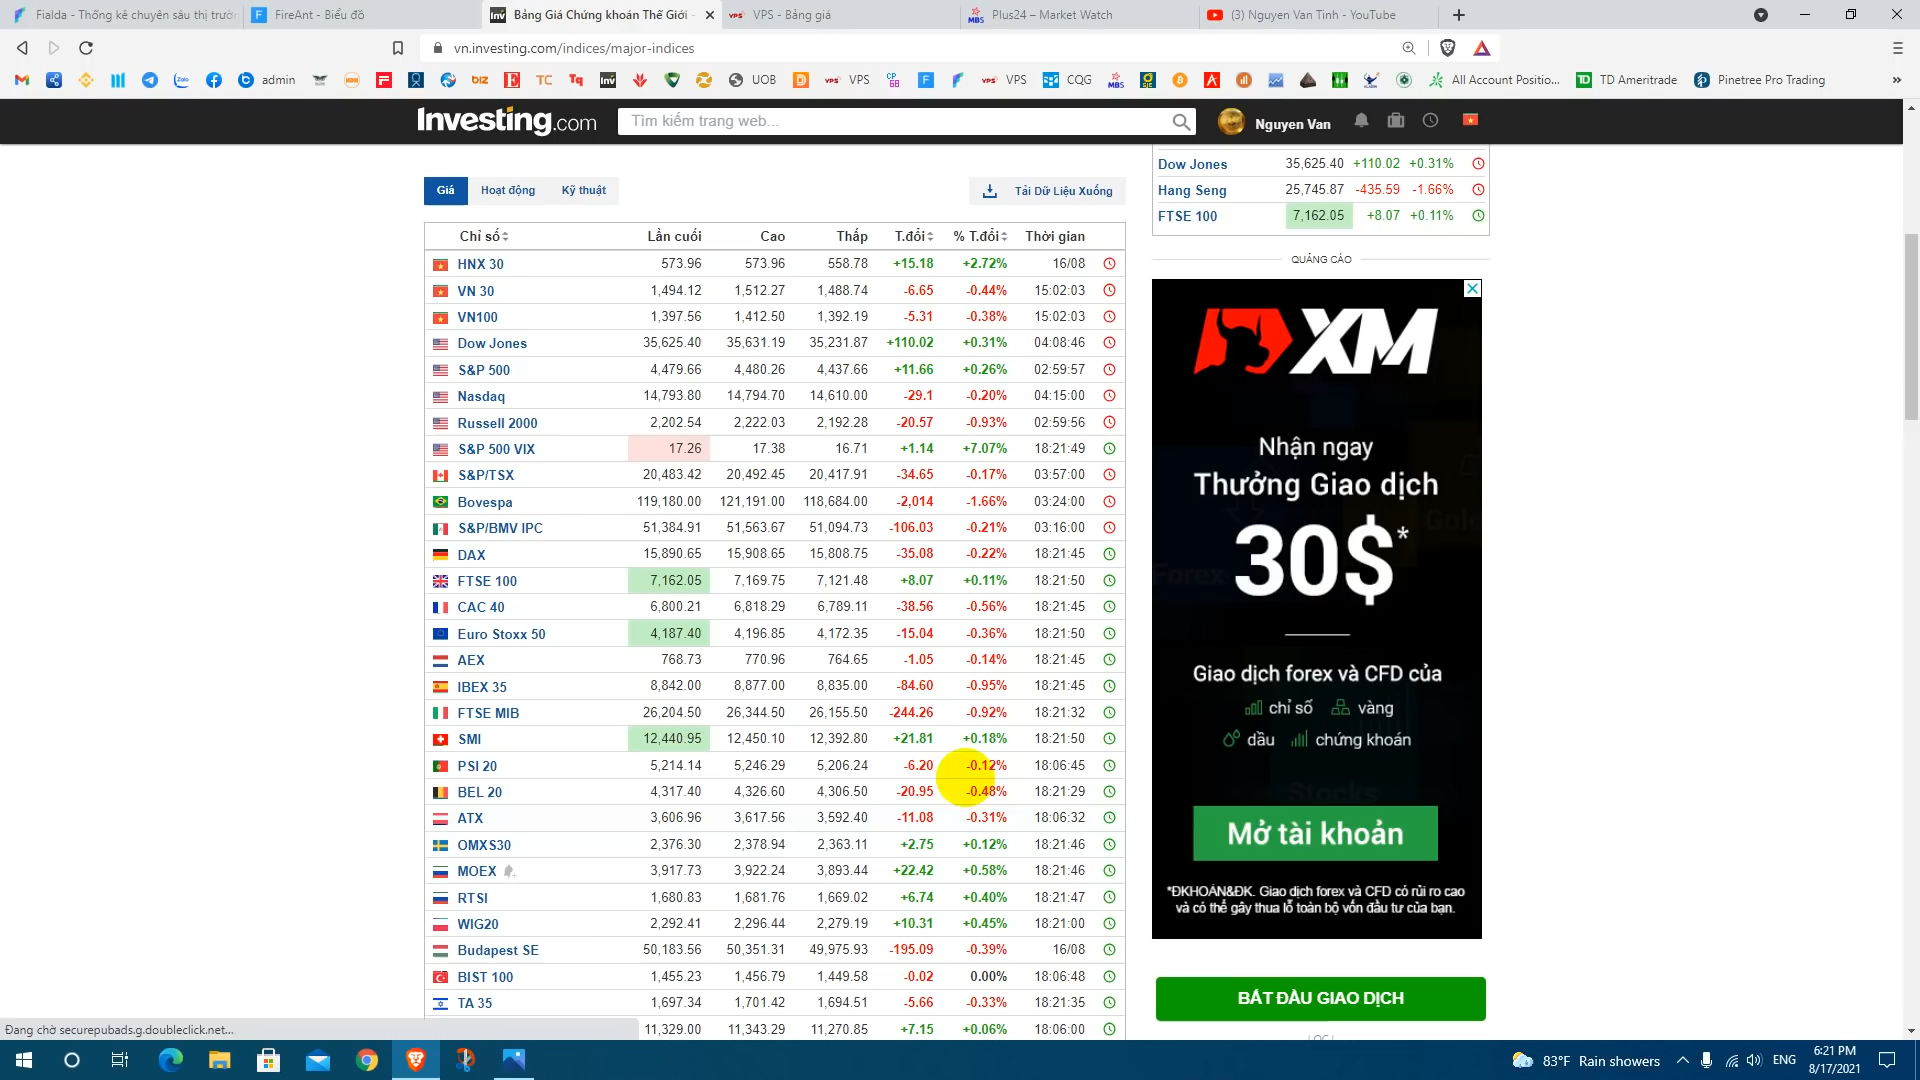 Fialda - Thống kê chuyên sâu thị trườn
FireAnt - Biểu đồ
Inv Bảng Giá Chứng khoán Thế Giới -
VPS VPS - Bảng giá
MBS Plus24 – Market Watch
(3) Nguyen Van Tinh - YouTube
vn.investing.com/indices/major-indices
admin
biz
TC
Tq
Inv
UOB
VPS VPS
VPS VPS
CQG
MBS
All Account Positio...
TD Ameritrade
Pinetree Pro Trading
Investing.com
Tìm kiếm trang web...
Nguyen Van
Giá Hoạt động Kỹ thuật
Tải Dữ Liệu Xuống
Chỉ số Lần cuối Cao Thấp T.đổi % T.đổi Thời gian
HNX 30 573.96 573.96 558.78 +15.18 +2.72% 16/08
VN 30 1,494.12 1,512.27 1,488.74 -6.65 -0.44% 15:02:03
VN100 1,397.56 1,412.50 1,392.19 -5.31 -0.38% 15:02:03
Dow Jones 35,625.40 35,631.19 35,231.87 +110.02 +0.31% 04:08:46
S&P 500 4,479.66 4,480.26 4,437.66 +11.66 +0.26% 02:59:57
Nasdaq 14,793.80 14,794.70 14,610.00 -29.1 -0.20% 04:15:00
Russell 2000 2,202.54 2,222.03 2,192.28 -20.57 -0.93% 02:59:56
S&P 500 VIX 17.26 17.38 16.71 +1.14 +7.07% 18:21:49
S&P/TSX 20,483.42 20,492.45 20,417.91 -34.65 -0.17% 03:57:00
Bovespa 119,180.00 121,191.00 118,684.00 -2,014 -1.66% 03:24:00
S&P/BMV IPC 51,384.91 51,563.67 51,094.73 -106.03 -0.21% 03:16:00
DAX 15,890.65 15,908.65 15,808.75 -35.08 -0.22% 18:21:45
FTSE 100 7,162.05 7,169.75 7,121.48 +8.07 +0.11% 18:21:50
CAC 40 6,800.21 6,818.29 6,789.11 -38.56 -0.56% 18:21:45
Euro Stoxx 50 4,187.40 4,196.85 4,172.35 -15.04 -0.36% 18:21:50
AEX 768.73 770.96 764.65 -1.05 -0.14% 18:21:45
IBEX 35 8,842.00 8,877.00 8,835.00 -84.60 -0.95% 18:21:45
FTSE MIB 26,204.50 26,344.50 26,155.50 -244.26 -0.92% 18:21:32
SMI 12,440.95 12,450.10 12,392.80 +21.81 +0.18% 18:21:50
PSI 20 5,214.14 5,246.29 5,206.24 -6.20 -0.12% 18:06:45
BEL 20 4,317.40 4,326.60 4,306.50 -20.95 -0.48% 18:21:29
ATX 3,606.96 3,617.56 3,592.40 -11.08 -0.31% 18:06:32
OMXS30 2,376.30 2,378.94 2,363.11 +2.75 +0.12% 18:21:46
MOEX 3,917.73 3,922.24 3,893.44 +22.42 +0.58% 18:21:46
RTSI 1,680.83 1,681.76 1,669.02 +6.74 +0.40% 18:21:47
WIG20 2,292.41 2,296.44 2,279.19 +10.31 +0.45% 18:21:00
Budapest SE 50,183.56 50,351.31 49,975.93 -195.09 -0.39% 16/08
BIST 100 1,455.23 1,456.79 1,449.58 -0.02 0.00% 18:06:48
TA 35 1,697.34 1,701.42 1,694.51 -5.66 -0.33% 18:21:35
11,329.00 11,343.29 11,270.85 +7.15 +0.06% 18:06:00
Đang chờ securepubads.g.doubleclick.net...
Dow Jones 35,625.40 +110.02 +0.31%
Hang Seng 25,745.87 -435.59 -1.66%
FTSE 100 7,162.05 +8.07 +0.11%
QUẢNG CÁO
XM
Nhận ngay
Thưởng Giao dịch
30$*
Giao dịch forex và CFD của
chỉ số vàng
dầu chứng khoán
Mở tài khoản
*ĐKHOẢN&ĐK. Giao dịch forex và CFD có rủi ro cao
và có thể gây thua lỗ toàn bộ vốn đầu tư của bạn.
BẮT ĐẦU GIAO DỊCH
83°F Rain showers
ENG
6:21 PM
8/17/2021